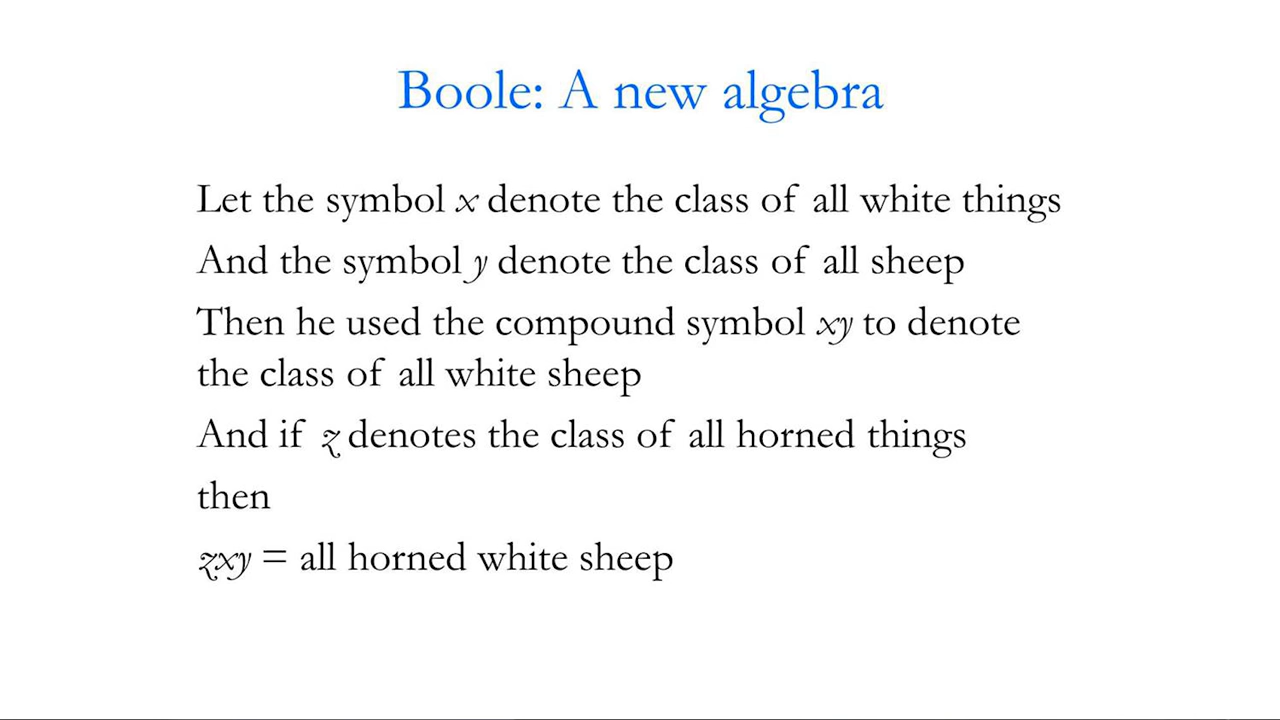 Boole: A new algebra
Let the symbol x denote the class of all white things
And the symbol y denote the class of all sheep
Then he used the compound symbol xy to denote
the class of all white sheep
And if z denotes the class of all horned things
then
zxy = all horned white sheep